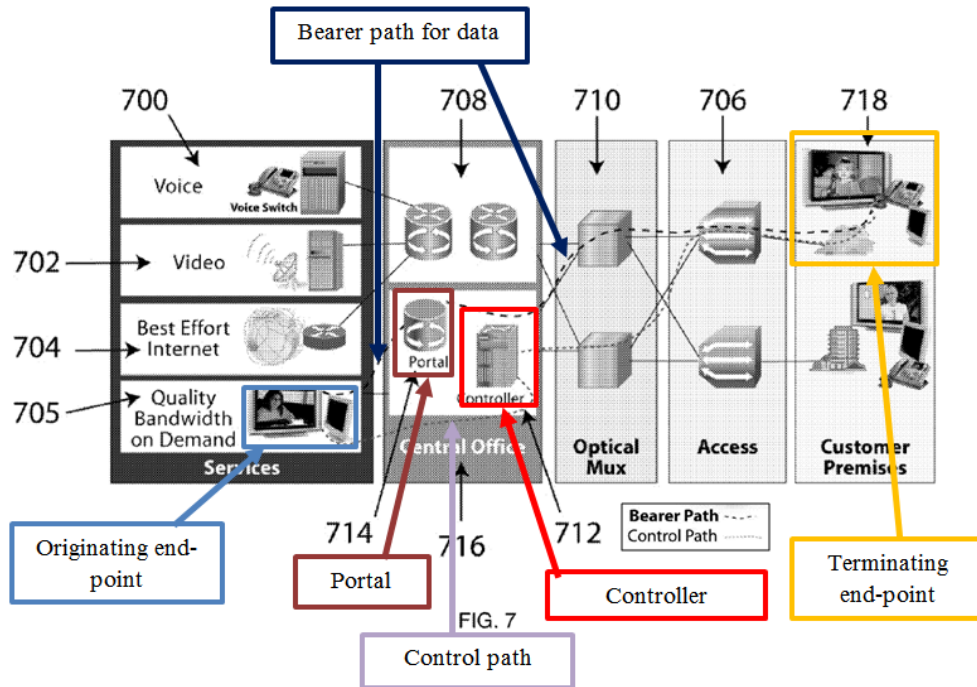 Bearer path for data
700
708
710
706
718
Voice
Voice Switch
702
Video
704
Best Effort
Internet
Portal
705
Quality
Bandwidth
on Demand
Controller
Services
Central Office
Optical
Mux
Access
Customer
Premises
714
716
712
Bearer Path
Control Path
Originating end-
point
Portal
Controller
Terminating
end-point
FIG. 7
Control path